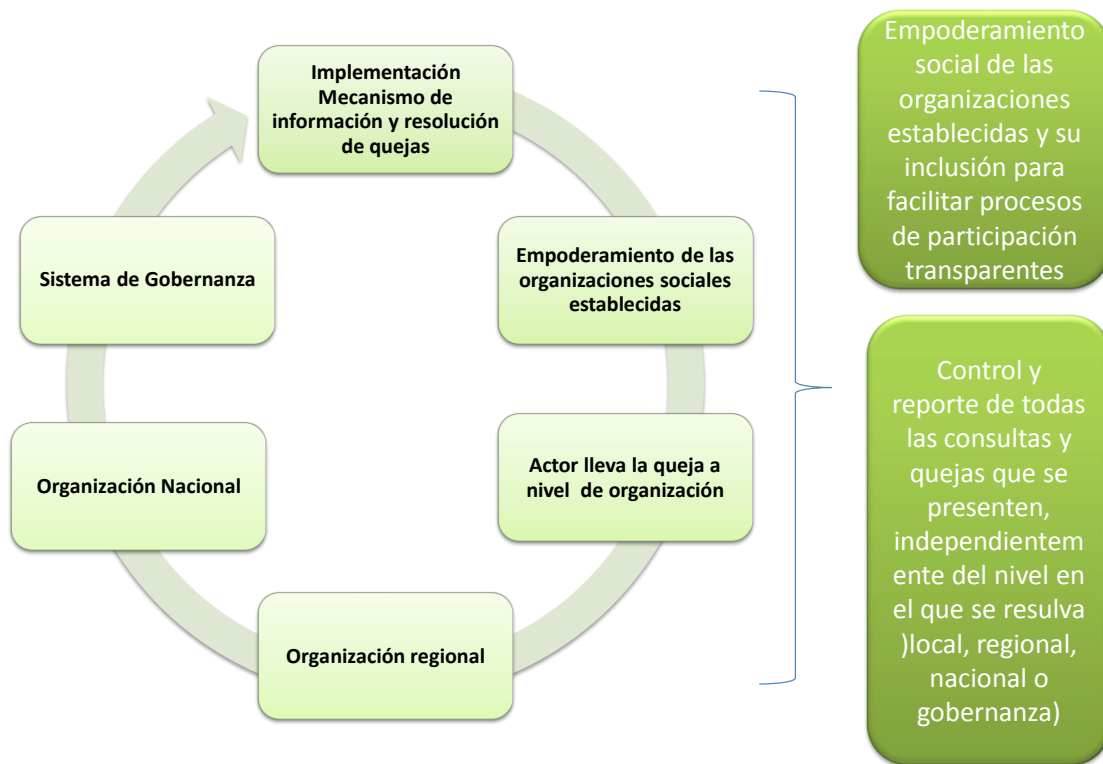 Implementación
Mecanismo de
información y resolución
de quejas
Empoderamiento de las
organizaciones sociales
establecidas
Actor lleva la queja a
nivel de organización
Organización regional
Organización Nacional
Sistema de Gobernanza
Empoderamiento
social de las
organizaciones
establecidas y su
inclusión para
facilitar procesos
de participación
transparentes
Control y
reporte de todas
las consultas y
quejas que se
presenten,
independientem
ente del nivel en
el que se resulva
)local, regional,
nacional o
gobernanza)